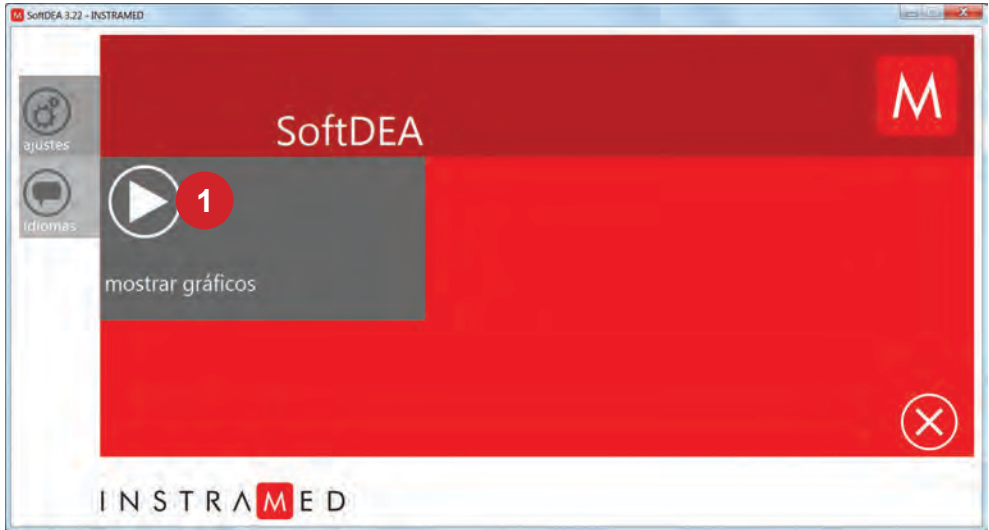 M SoftDEA 3.22 - INSTRAMED
M
SoftDEA
ajustes
idiomas
1
mostrar gráficos
INSTRAMED